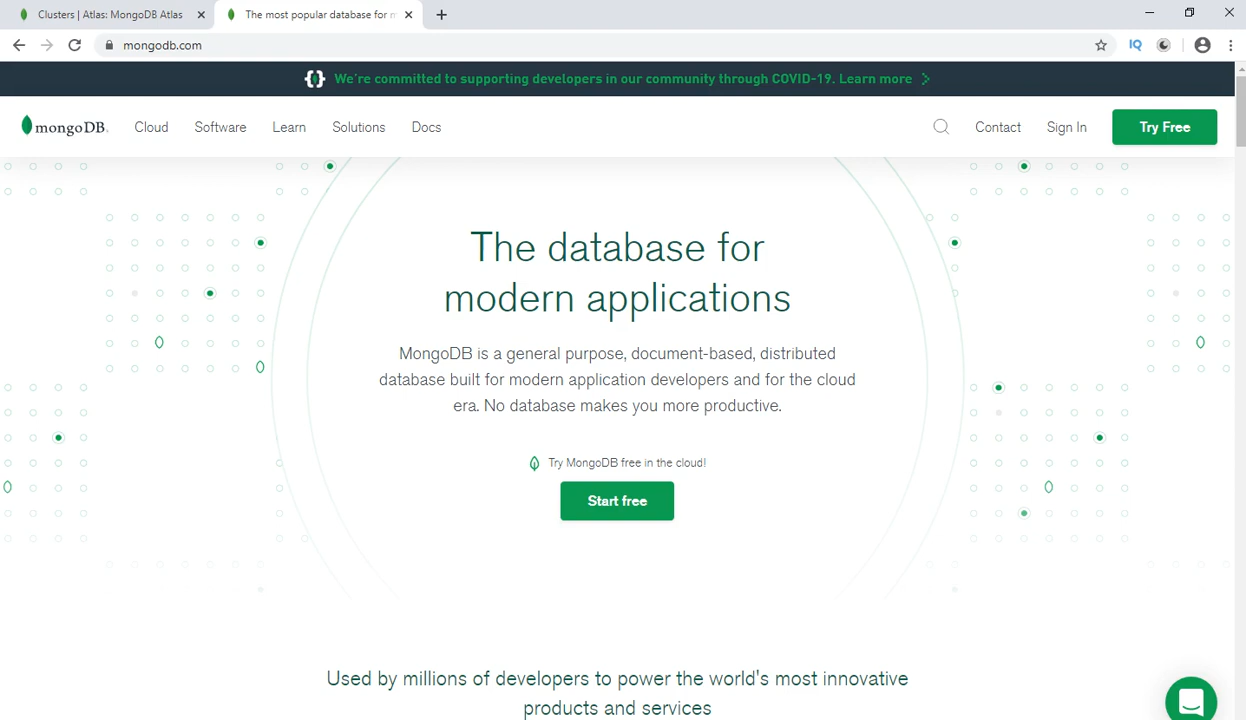 Clusters | Atlas: MongoDB Atlas
The most popular database for m
mongodb.com
IQ
We're committed to supporting developers in our community through COVID-19. Learn more
mongoDB. Cloud Software Learn Solutions Docs Contact Sign In Try Free
The database for
modern applications
MongoDB is a general purpose, document-based, distributed
database built for modern application developers and for the cloud
era. No database makes you more productive.
Try MongoDB free in the cloud!
Start free
Used by millions of developers to power the world's most innovative
products and services